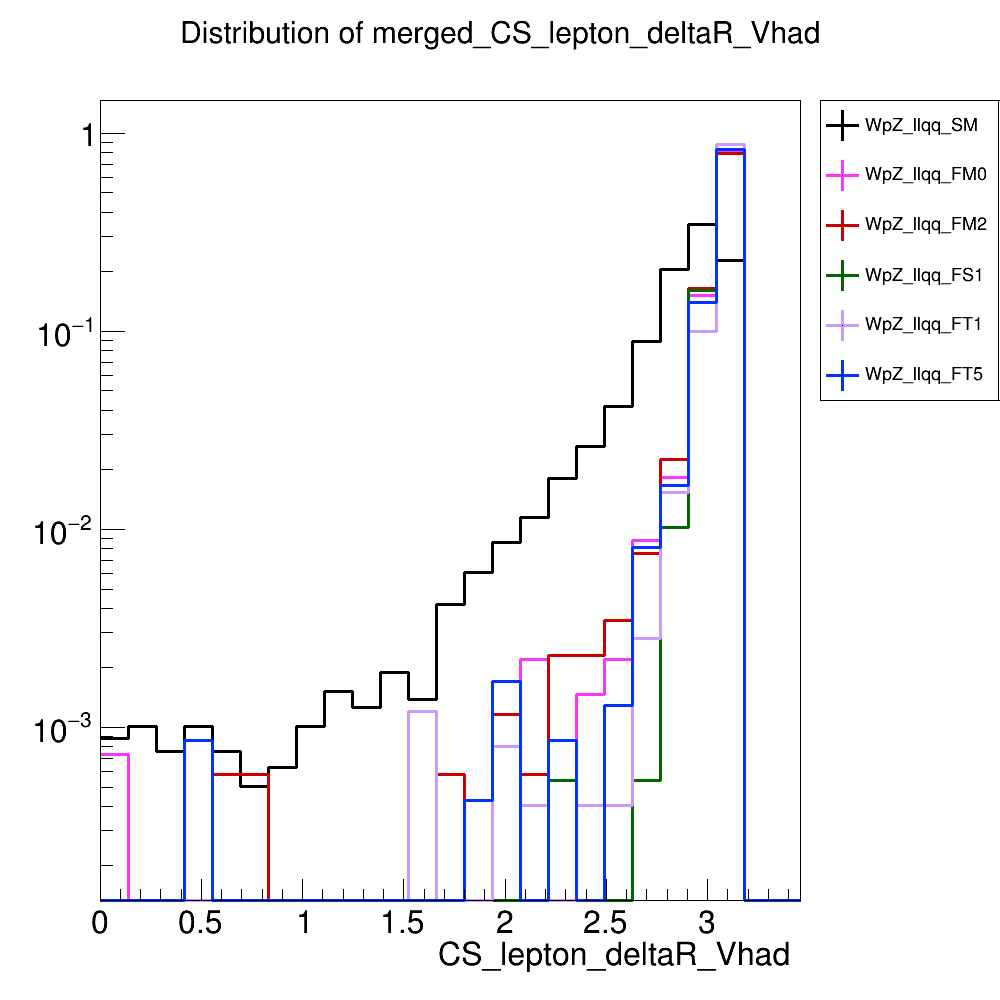 Distribution of merged_CS_lepton_deltaR_Vhad
WpZ_llqq_SM
WpZ_llqq_FM0
WpZ_llqq_FM2
WpZ_llqq_FS1
WpZ_llqq_FT1
WpZ_llqq_FT5
1
10⁻¹
10⁻²
10⁻³
0 0.5 1 1.5 2 2.5 3
CS_lepton_deltaR_Vhad